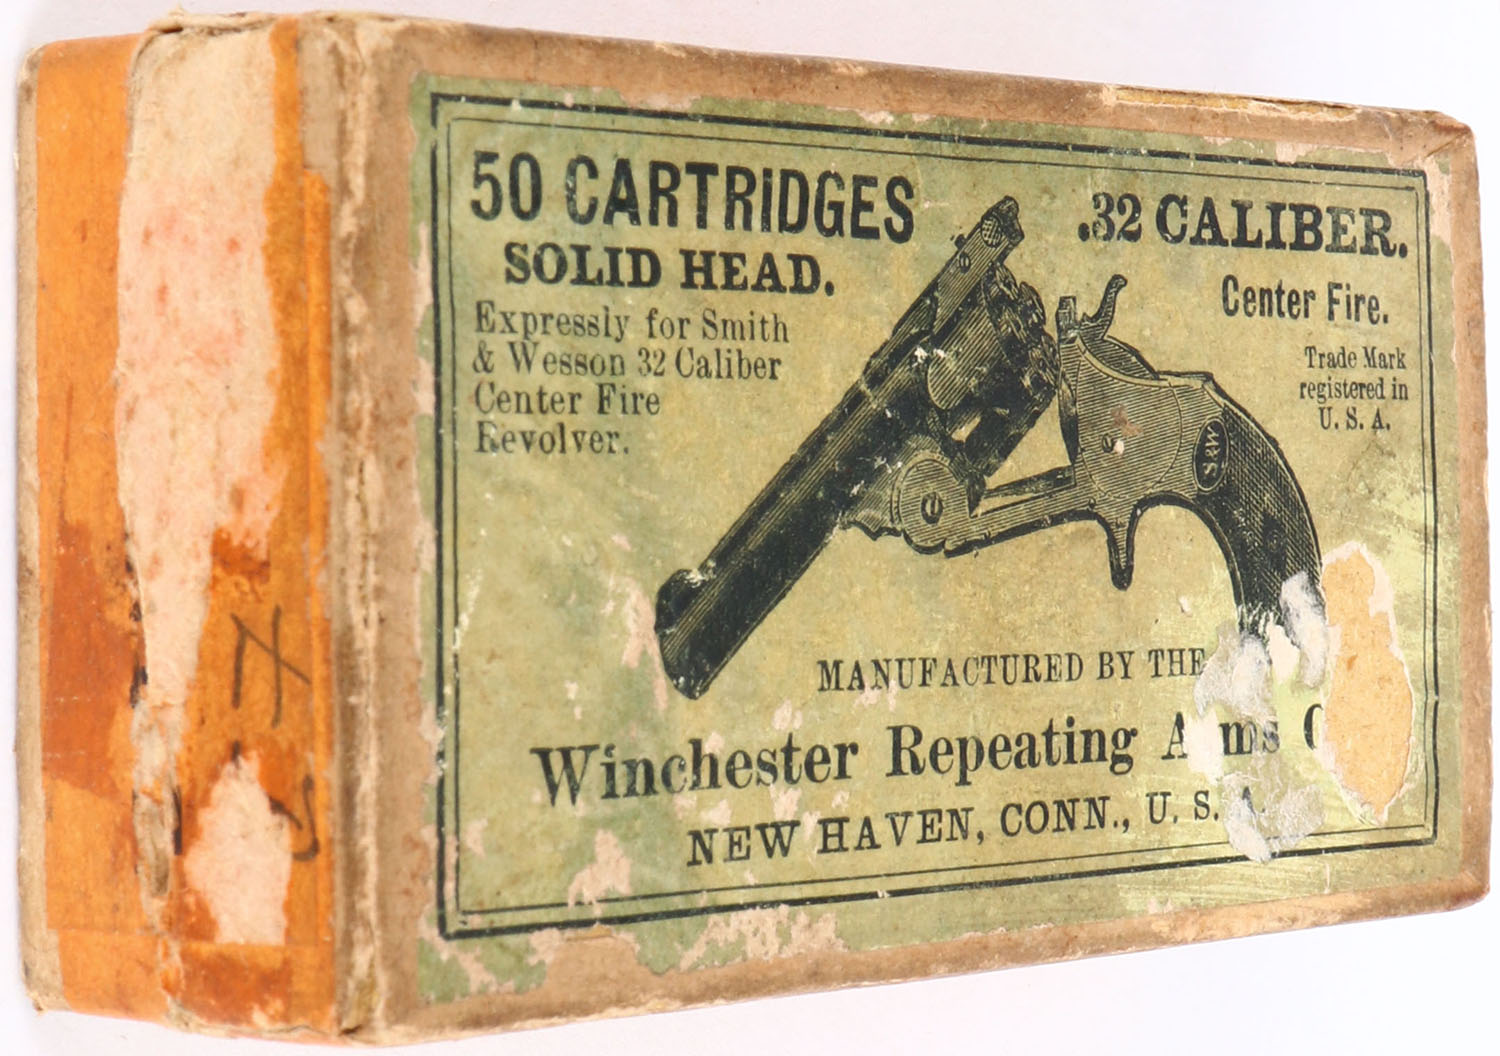 50 CARTRIDGES
SOLID HEAD.
Expressly for Smith
& Wesson 32 Caliber
Center Fire
Revolver.
.32 CALIBER.
Center Fire.
Trade Mark
registered in
U. S. A.
S&W
MANUFACTURED BY THE
Winchester Repeating Arms
NEW HAVEN, CONN., U. S. A.